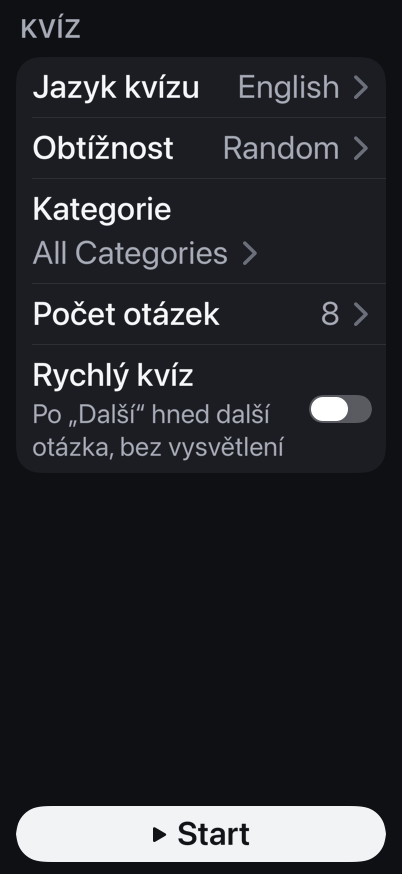 KVÍZ
Jazyk kvízu English
Obtížnost Random
Kategorie
All Categories
Počet otázek 8
Rychlý kvíz
Po „Další“ hned další
otázka, bez vysvětlení
Start